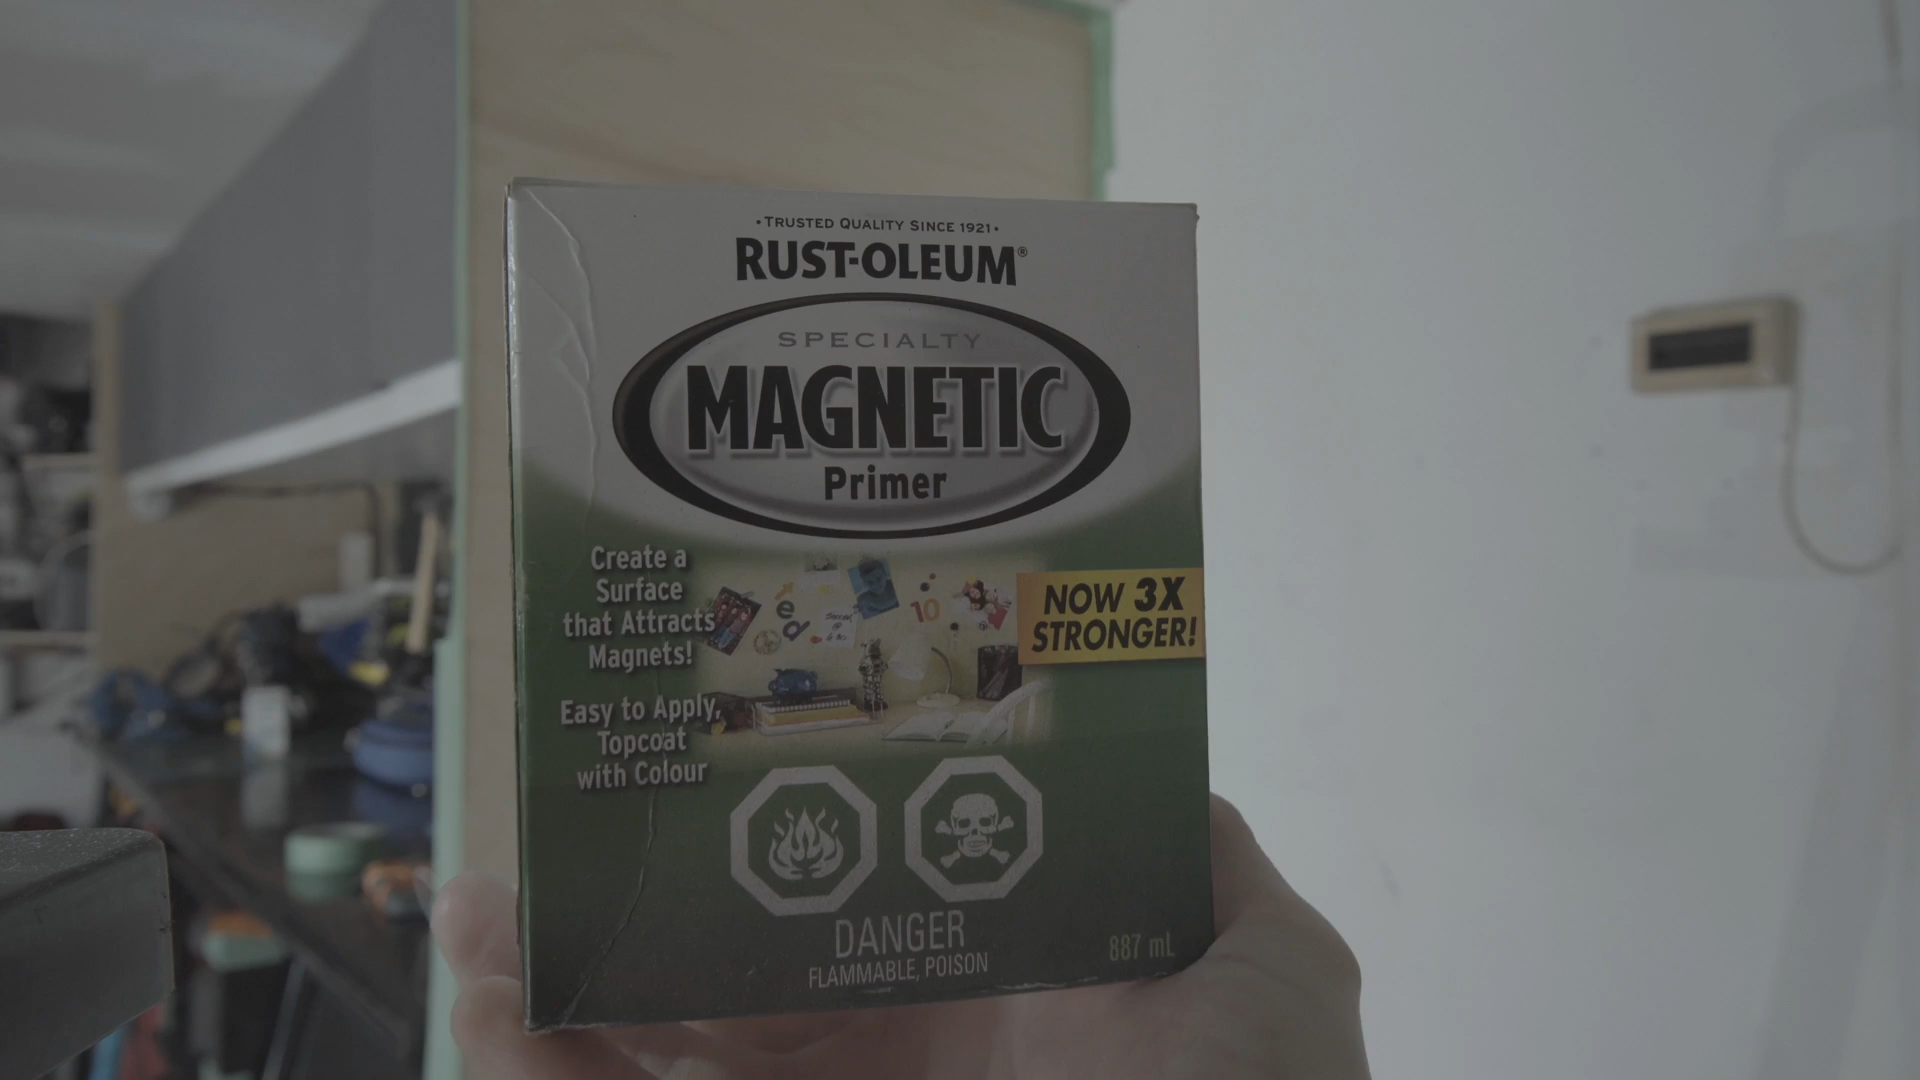 •TRUSTED QUALITY SINCE 1921•
RUST-OLEUM®
SPECIALTY
MAGNETIC
Primer
Create a
Surface
that Attracts
Magnets!
Easy to Apply,
Topcoat
with Colour
10
NOW 3X
STRONGER!
DANGER
FLAMMABLE, POISON
887 mL